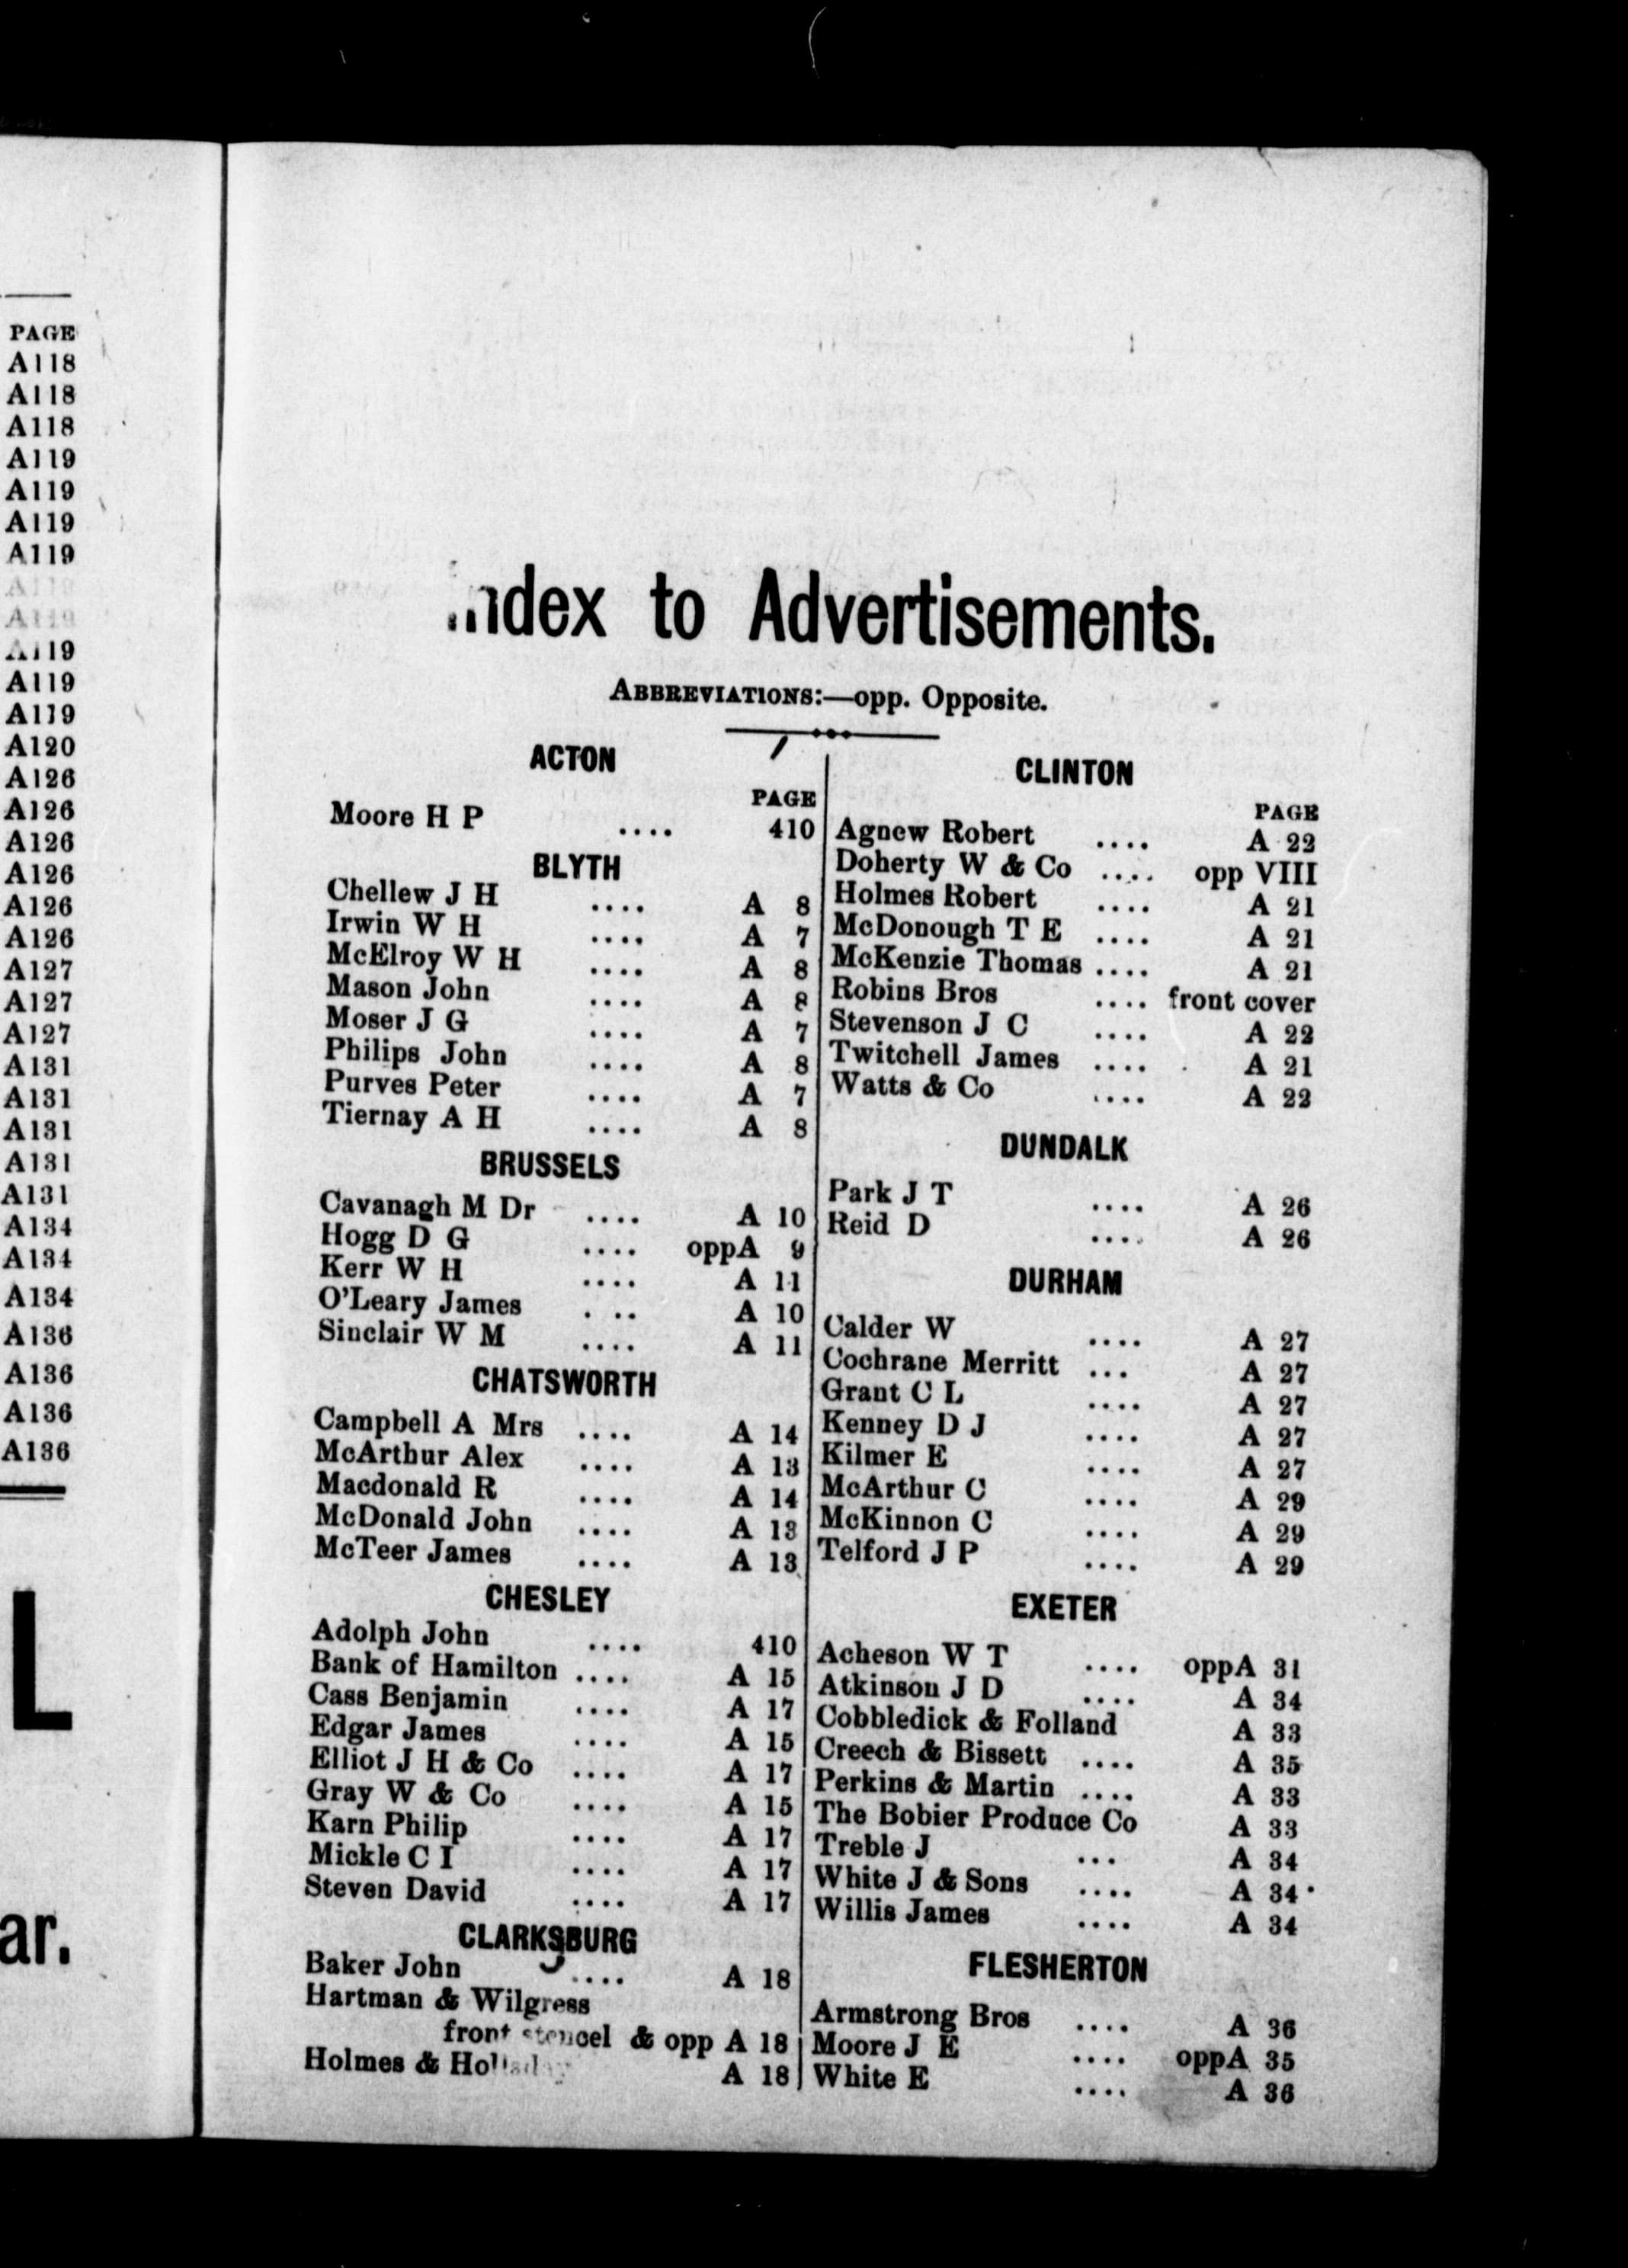 PAGE
A118
A118
A118
A119
A119
A119
A119
A119
A119
A119
A119
A119
A120
A126
A126
A126
A126
A126
A126
A127
A127
A127
A131
A131
A131
A131
A131
A134
A134
A134
A136
A136
A136
A136
L
ar.
Index to Advertisements.
ABBREVIATIONS:—opp. Opposite.
ACTON
PAGE
Moore H P .... 410
BLYTH
Chellew J H .... A 8
Irwin W H .... A 7
McElroy W H .... A 8
Mason John .... A 8
Moser J G .... A 7
Philips John .... A 8
Purves Peter .... A 7
Tiernay A H .... A 8
BRUSSELS
Cavanagh M Dr .... A 10
Hogg D G .... oppA 9
Kerr W H .... A 11
O'Leary James . .. A 10
Sinclair W M .... A 11
CHATSWORTH
Campbell A Mrs .... A 14
McArthur Alex .... A 13
Macdonald R .... A 14
McDonald John .... A 13
McTeer James .... A 13
CHESLEY
Adolph John .... 410
Bank of Hamilton .... A 15
Cass Benjamin .... A 17
Edgar James .... A 15
Elliot J H & Co .... A 17
Gray W & Co .... A 15
Karn Philip .... A 17
Mickle C I .... A 17
Steven David .... A 17
CLARKSBURG
Baker John .... A 18
Hartman & Wilgress
front stencel & opp A 18
Holmes & A 18
CLINTON
PAGE
Agnew Robert .... A 22
Doherty W & Co .... opp VIII
Holmes Robert .... A 21
McDonough T E .... A 21
McKenzie Thomas .... A 21
Robins Bros .... front cover
Stevenson J C .... A 22
Twitchell James .... A 21
Watts & Co .... A 22
DUNDALK
Park J T .... A 26
Reid D .... A 26
DURHAM
Calder W .... A 27
Cochrane Merritt ... A 27
Grant C L .... A 27
Kenney D J .... A 27
Kilmer E .... A 27
McArthur C .... A 29
McKinnon C .... A 29
Telford J P .... A 29
EXETER
Acheson W T .... oppA 31
Atkinson J D .... A 34
Cobbledick & Folland A 33
Creech & Bissett .... A 35
Perkins & Martin .... A 33
The Bobier Produce Co A 33
Treble J ... A 34
White J & Sons .... A 34
Willis James .... A 34
FLESHERTON
Armstrong Bros .... A 36
Moore J E .... oppA 35
White E .... A 36